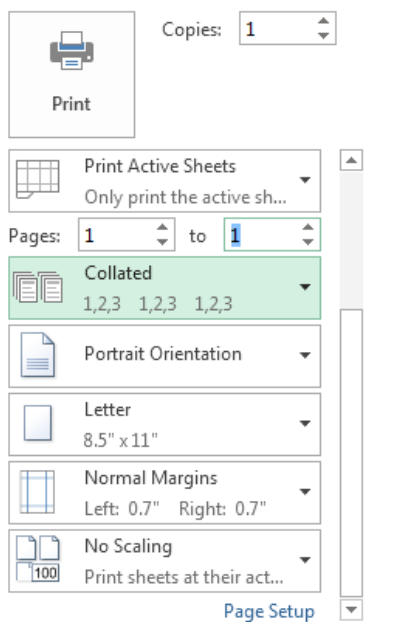 Copies: 1
Print
Print Active Sheets
Only print the active sh...
Pages: 1 to 1
Collated
1,2,3 1,2,3 1,2,3
Portrait Orientation
Letter
8.5" x 11"
Normal Margins
Left: 0.7" Right: 0.7"
No Scaling
100
Print sheets at their act...
Page Setup